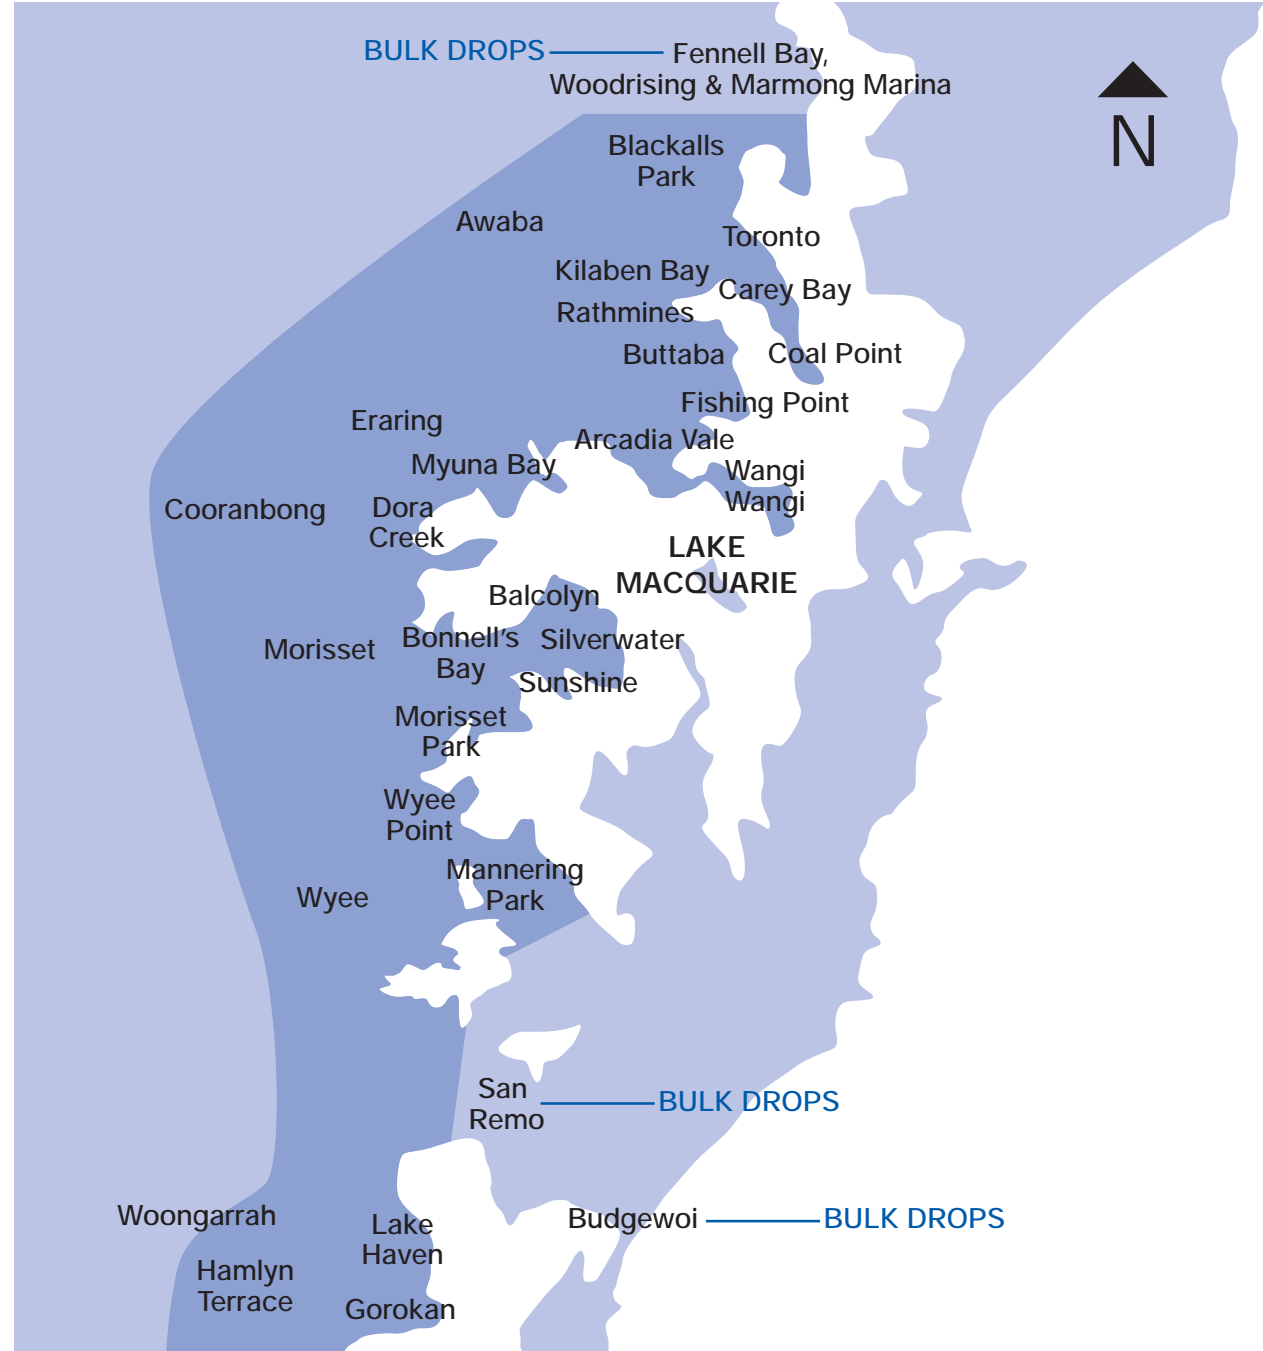 BULK DROPS
Fennell Bay,
Woodrising & Marmong Marina
N
Blackalls
Park
Awaba
Toronto
Kilaben Bay
Carey Bay
Rathmines
Buttaba
Coal Point
Fishing Point
Eraring
Arcadia Vale
Myuna Bay
Wangi
Wangi
Cooranbong
Dora
Creek
LAKE
MACQUARIE
Balcolyn
Morisset
Bonnell's
Bay
Silverwater
Sunshine
Morisset
Park
Wyee
Point
Mannering
Park
Wyee
San
Remo
BULK DROPS
Woongarrah
Lake
Haven
Budgewoi
BULK DROPS
Hamlyn
Terrace
Gorokan